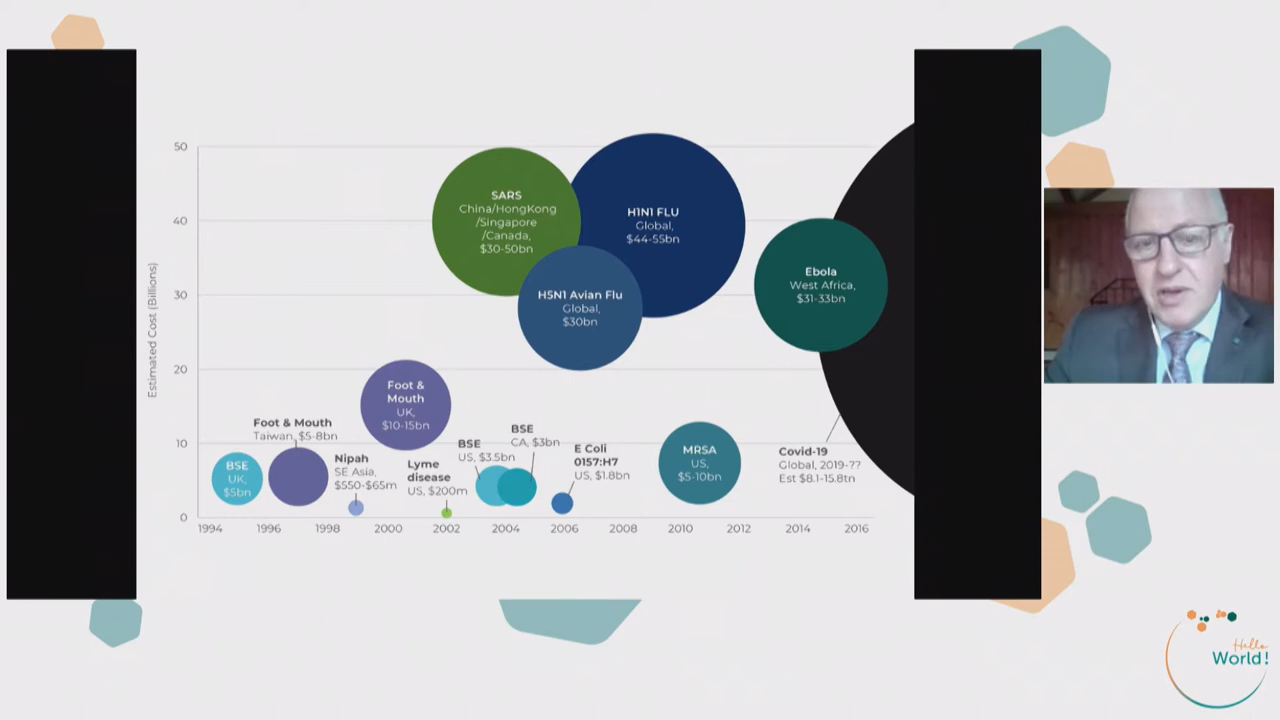 Estimated Cost (Billions)
50
40
30
20
10
0
1994
1996
1998
2000
2002
2004
2006
2008
2010
2012
2014
2016
BSE
UK,
$5bn
Foot & Mouth
Taiwan, $5-8bn
Nipah
SE Asia,
$550-$65m
Foot &
Mouth
UK,
$10-15bn
Lyme
disease
US, $200m
BSE
US, $3.5bn
BSE
CA, $3bn
E Coli
0157:H7
US, $1.8bn
SARS
China/HongKong
/Singapore
/Canada,
$30-50bn
H5N1 Avian Flu
Global,
$30bn
H1N1 FLU
Global,
$44-55bn
MRSA
US,
$5-10bn
Ebola
West Africa,
$31-33bn
Covid-19
Global, 2019-??
Est $8.1-15.8tn
Hello
World!